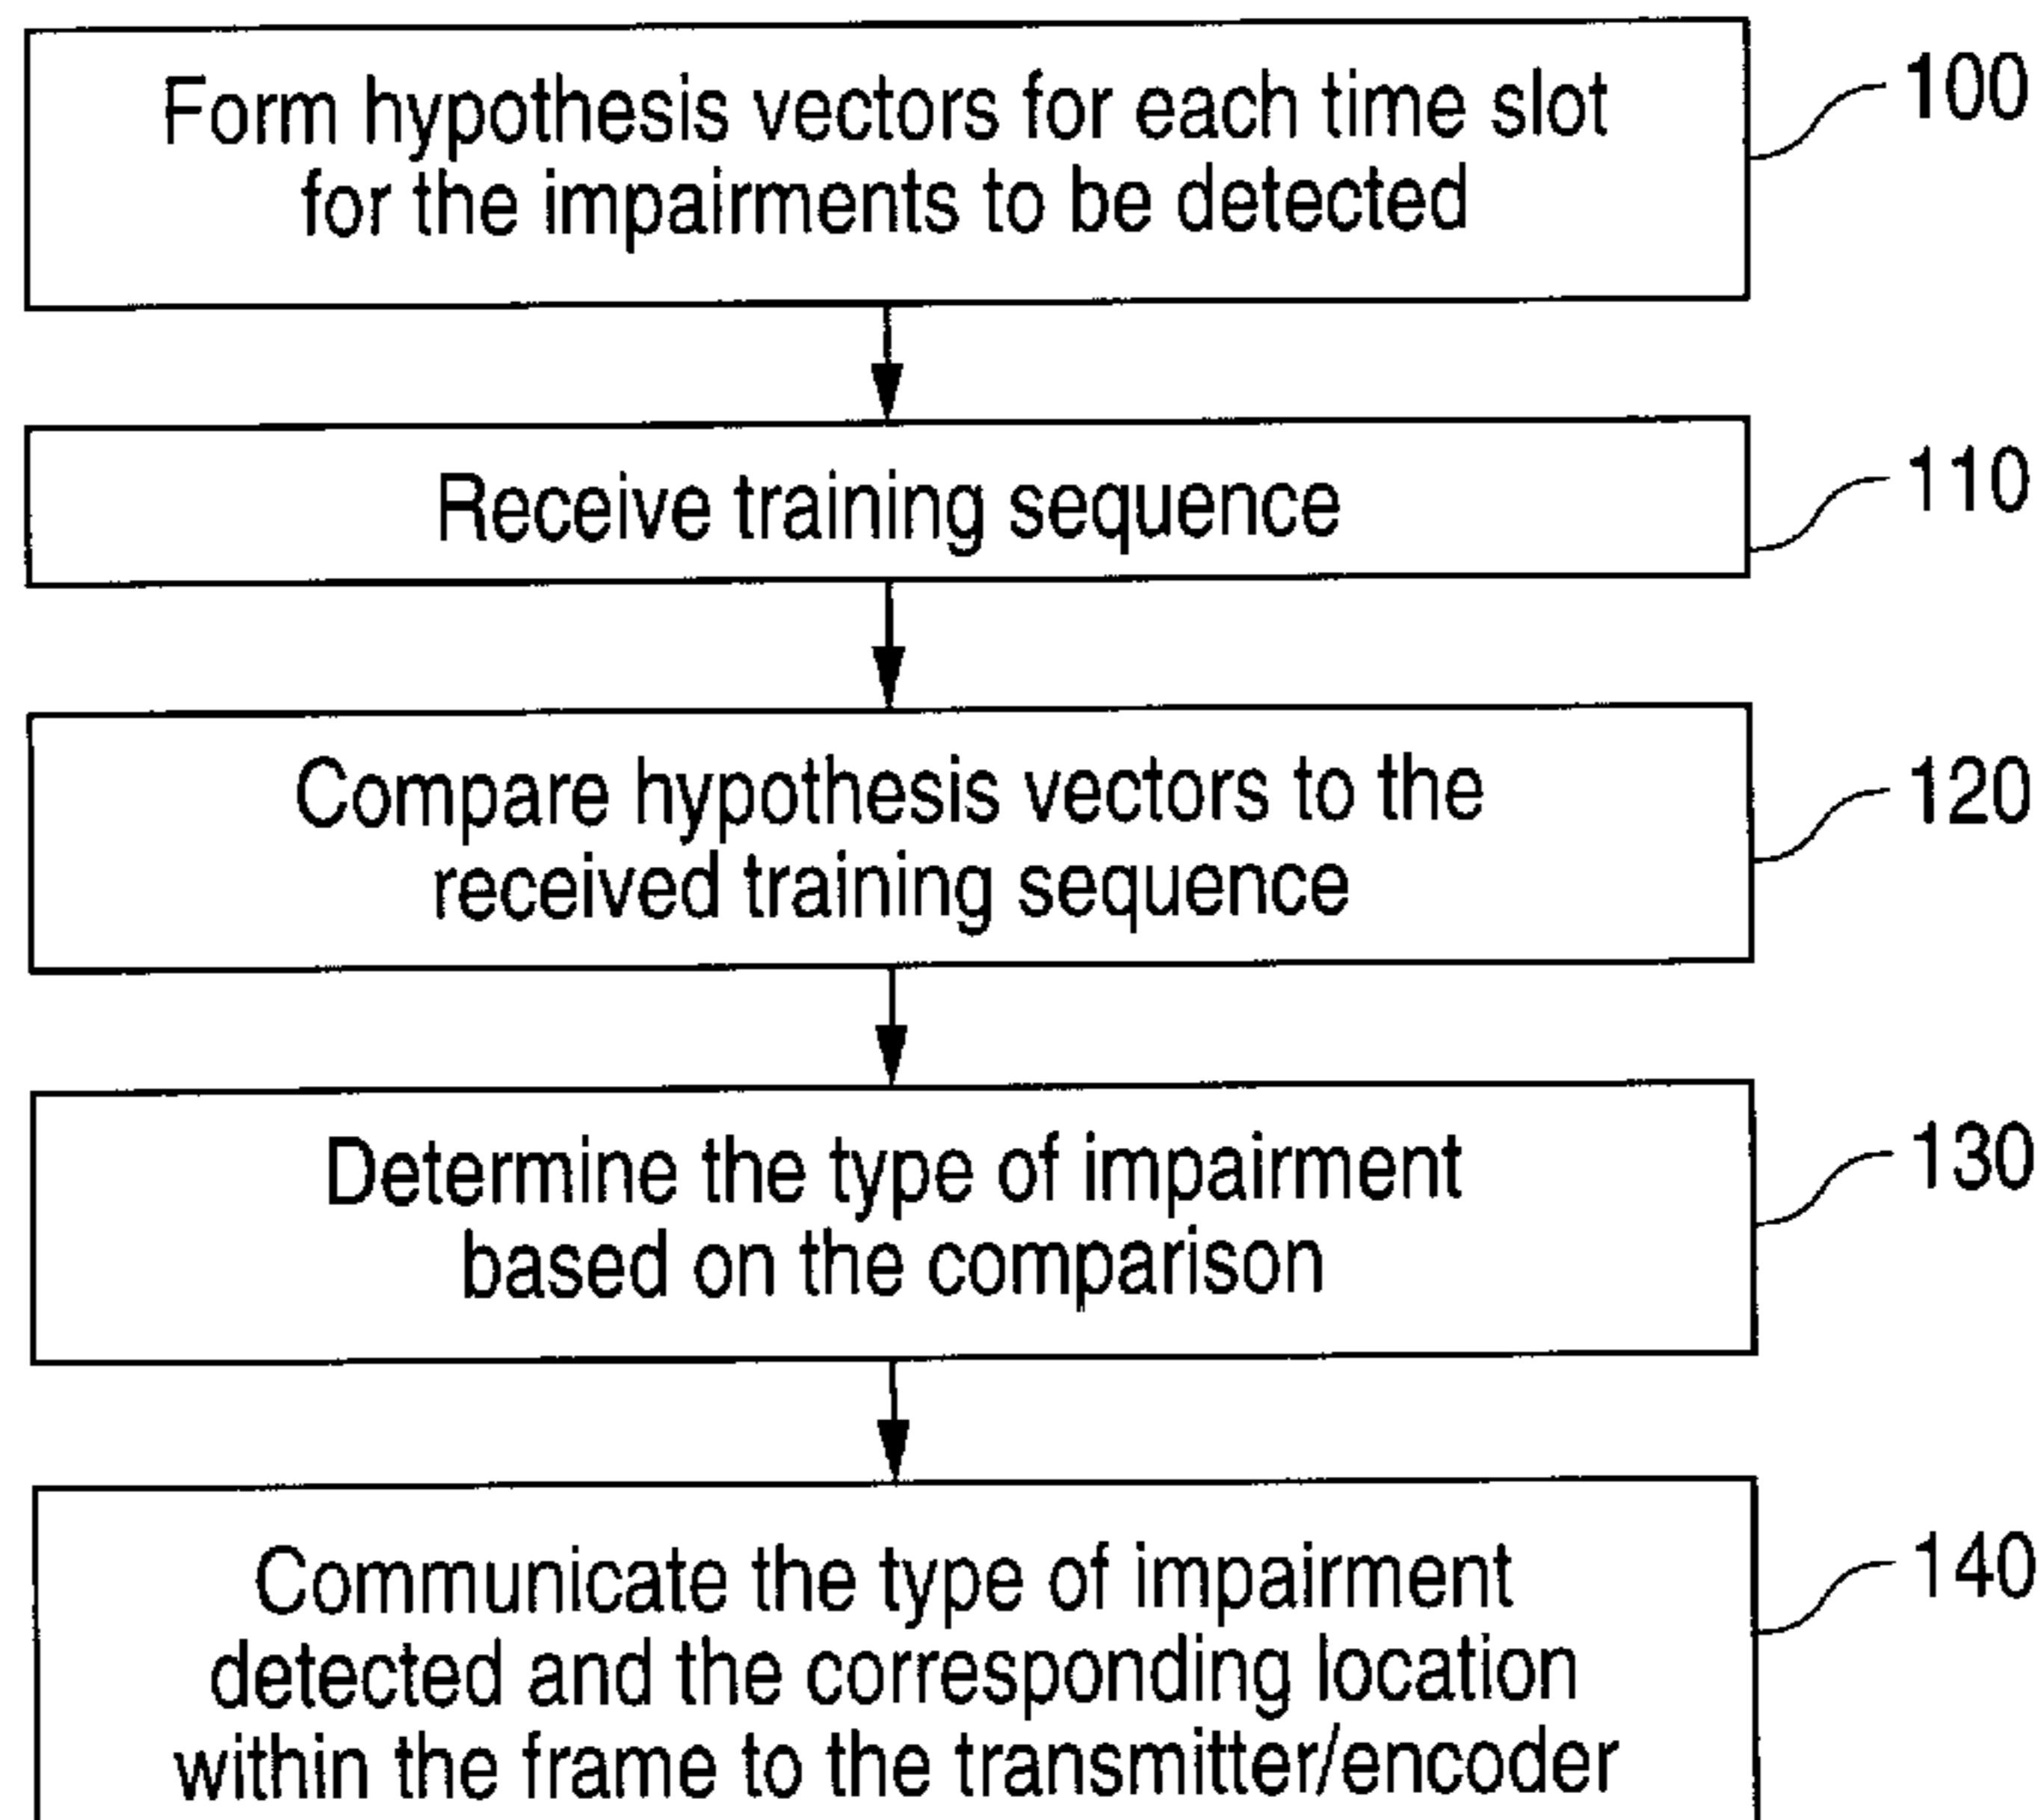 Form hypothesis vectors for each time slot
for the impairments to be detected
100
Receive training sequence
110
Compare hypothesis vectors to the
received training sequence
120
Determine the type of impairment
based on the comparison
130
Communicate the type of impairment
detected and the corresponding location
within the frame to the transmitter/encoder
140